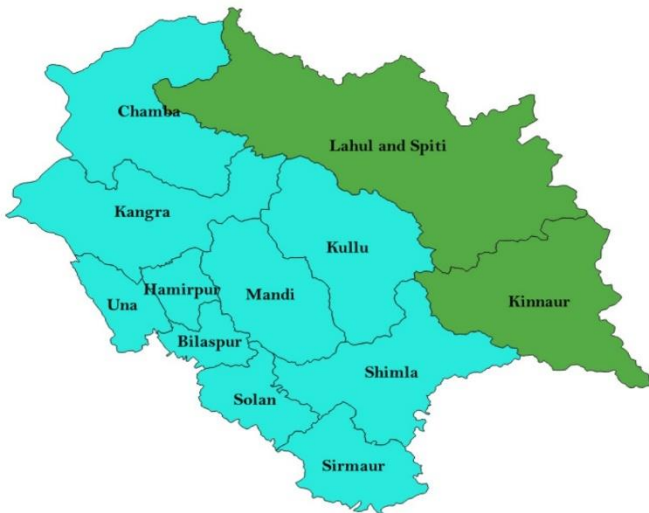 Chamba
Lahul and Spiti
Kangra
Kullu
Hamirpur
Mandi
Una
Kinnaur
Bilaspur
Shimla
Solan
Sirmaur